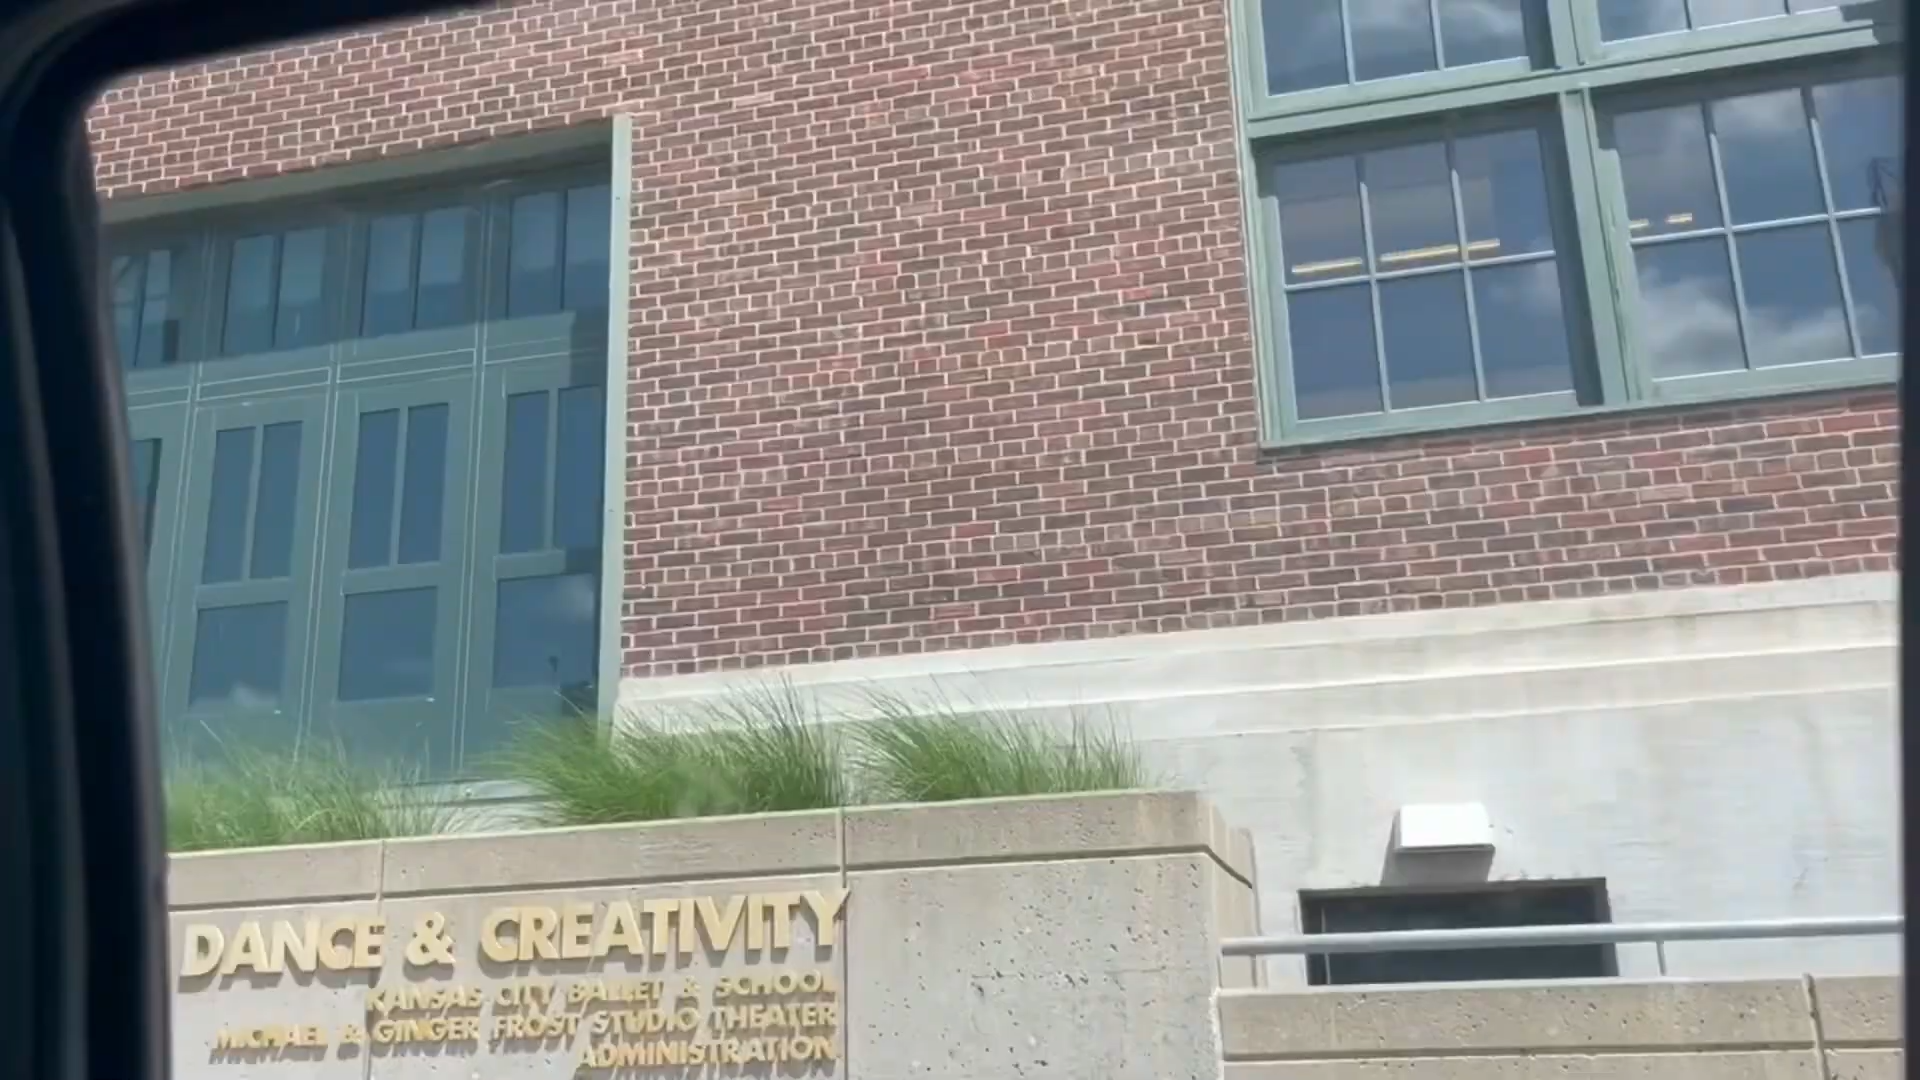 DANCE & CREATIVITY
KANSAS CITY BALLET & SCHOOL
MICHAEL & GINGER FROST STUDIO THEATER
ADMINISTRATION